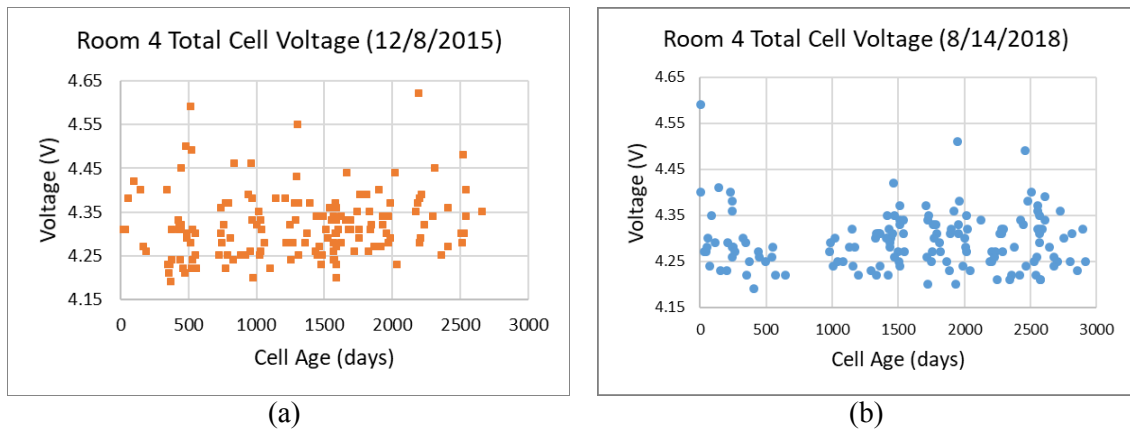 Room 4 Total Cell Voltage (12/8/2015)
4.65
4.55
4.45
4.35
4.25
4.15
Voltage (V)
0 500 1000 1500 2000 2500 3000
Cell Age (days)
(a)
Room 4 Total Cell Voltage (8/14/2018)
4.65
4.55
4.45
4.35
4.25
4.15
Voltage (V)
0 500 1000 1500 2000 2500 3000
Cell Age (days)
(b)